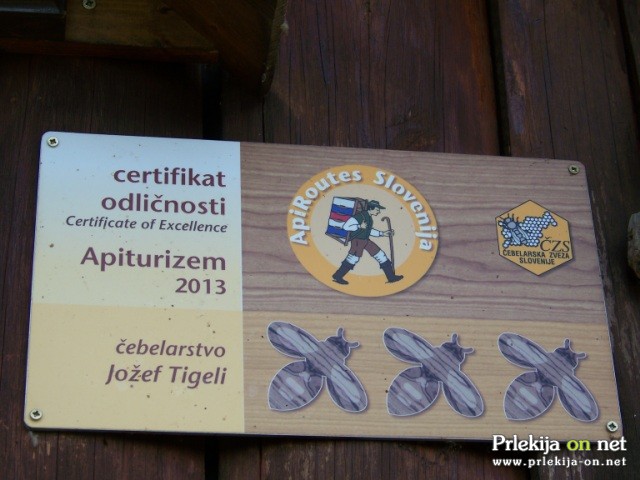 certifikat
odličnosti
Certificate of Excellence
Apiturizem
2013
čebelarstvo
Jožef Tigeli
ApiRoutes Slovenija
ČZS
ČEBELARSKA ZVEZA
SLOVENIJE
Prlekija on net
www.prlekija-on.net